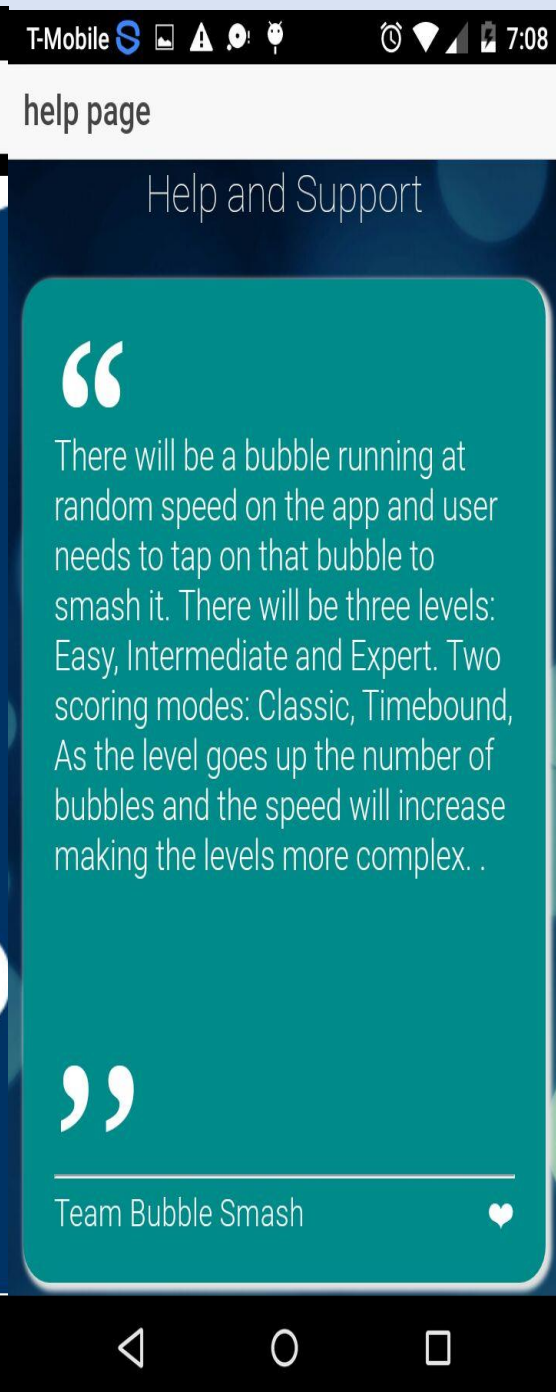 T-Mobile 7:08
help page
Help and Support
“
There will be a bubble running at
random speed on the app and user
needs to tap on that bubble to
smash it. There will be three levels:
Easy, Intermediate and Expert. Two
scoring modes: Classic, Timebound,
As the level goes up the number of
bubbles and the speed will increase
making the levels more complex. .
”
Team Bubble Smash